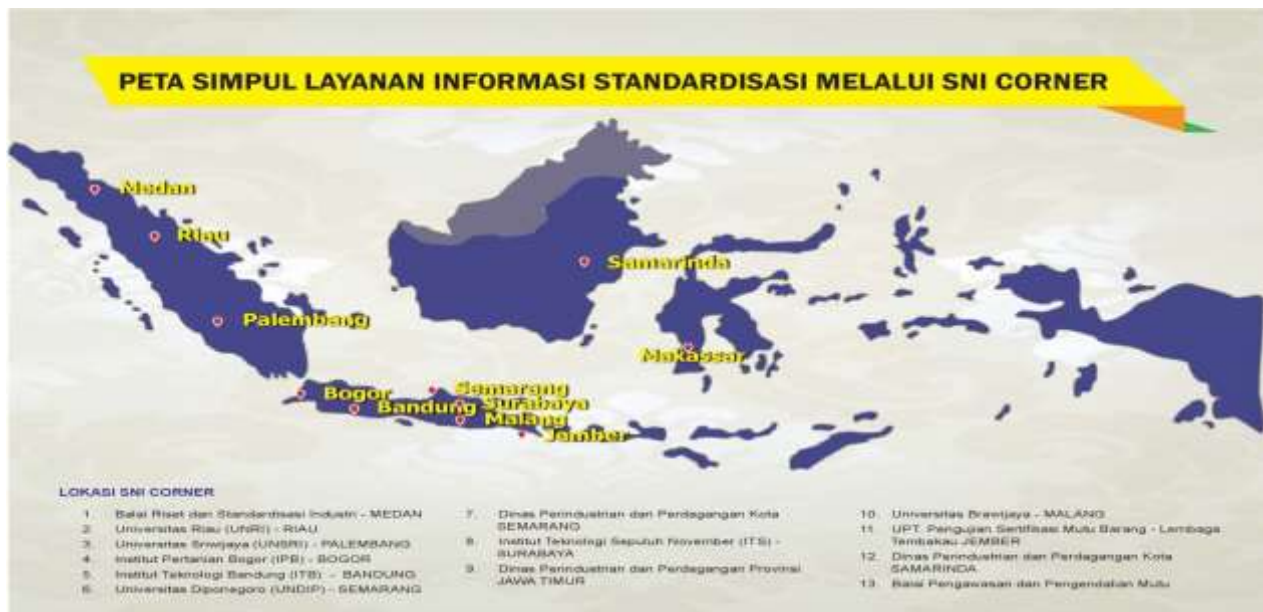 PETA SIMPUL LAYANAN INFORMASI STANDARDISASI MELALUI SNI CORNER
Medan
Riau
Samarinda
Palembang
Makassar
Bogor
Semarang
Bandung
Surabaya
Malang
Jember
LOKASI SNI CORNER
1. Balai Riset dan Standardisasi Industri - MEDAN
2. Universitas Riau (UNRI) - RIAU
3. Universitas Sriwijaya (UNSRI) - PALEMBANG
4. Institut Pertanian Bogor (IPB) - BOGOR
5. Institut Teknologi Bandung (ITB) - BANDUNG
6. Universitas Diponegoro (UNDIP) - SEMARANG
7. Dinas Perindustrian dan Perdagangan Kota
SEMARANG
8. Institut Teknologi Sepuluh November (ITS) -
SURABAYA
9. Dinas Perindustrian dan Perdagangan Provinsi
JAWA TIMUR
10. Universitas Brawijaya - MALANG
11. UPT. Pengujian Sertifikasi Mutu Barang - Lembaga
Tembakau JEMBER
12. Dinas Perindustrian dan Perdagangan Kota
SAMARINDA
13. Balai Pengawasan dan Pengendalian Mutu